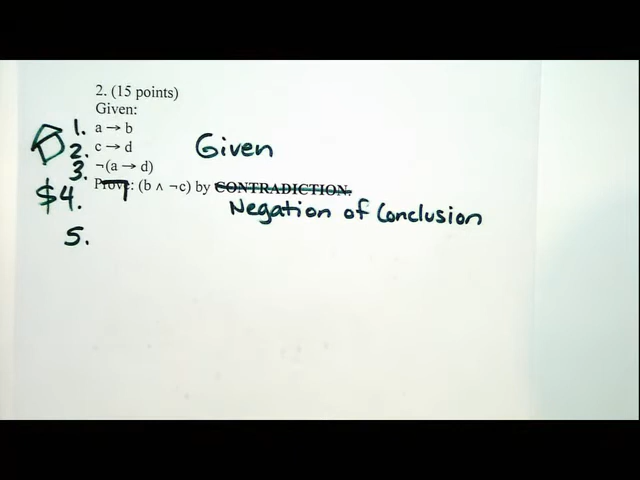 2. (15 points)
Given:
1. a → b
2. c → d Given
3. ¬(a → d)
$4. Prove: ¬(b ∧ ¬c) by CONTRADICTION.
Negation of Conclusion
5.